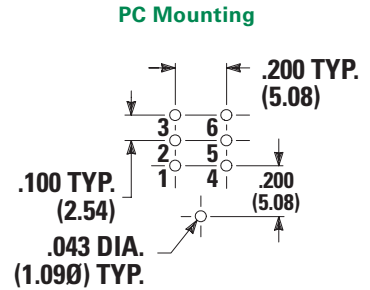 PC Mounting
.200 TYP.
(5.08)
3 6
2 5
1 4
.100 TYP.
(2.54)
.200
(5.08)
.043 DIA.
(1.09Ø) TYP.